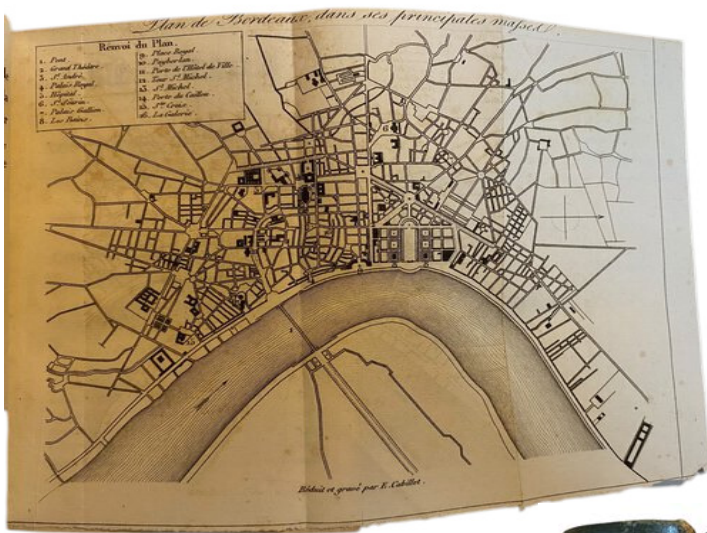 Plan de Bordeaux, dans ses principales masses.
Renvoi du Plan.
1. Pont.
2. Grand Théâtre.
3. St. André.
4. Palais Royal.
5. Hôpital.
6. St. Seurin.
7. Palais Gallien.
8. Les Bains.
9. Place Royal.
10. Peyberlan.
11. Porte de l'Hôtel de Ville.
12. Tour St. Michel.
13. St. Michel.
14. Porte du Caillou.
15. Ste. Croix.
16. La Galerie.
Réduit et gravé par E. Cabillet.